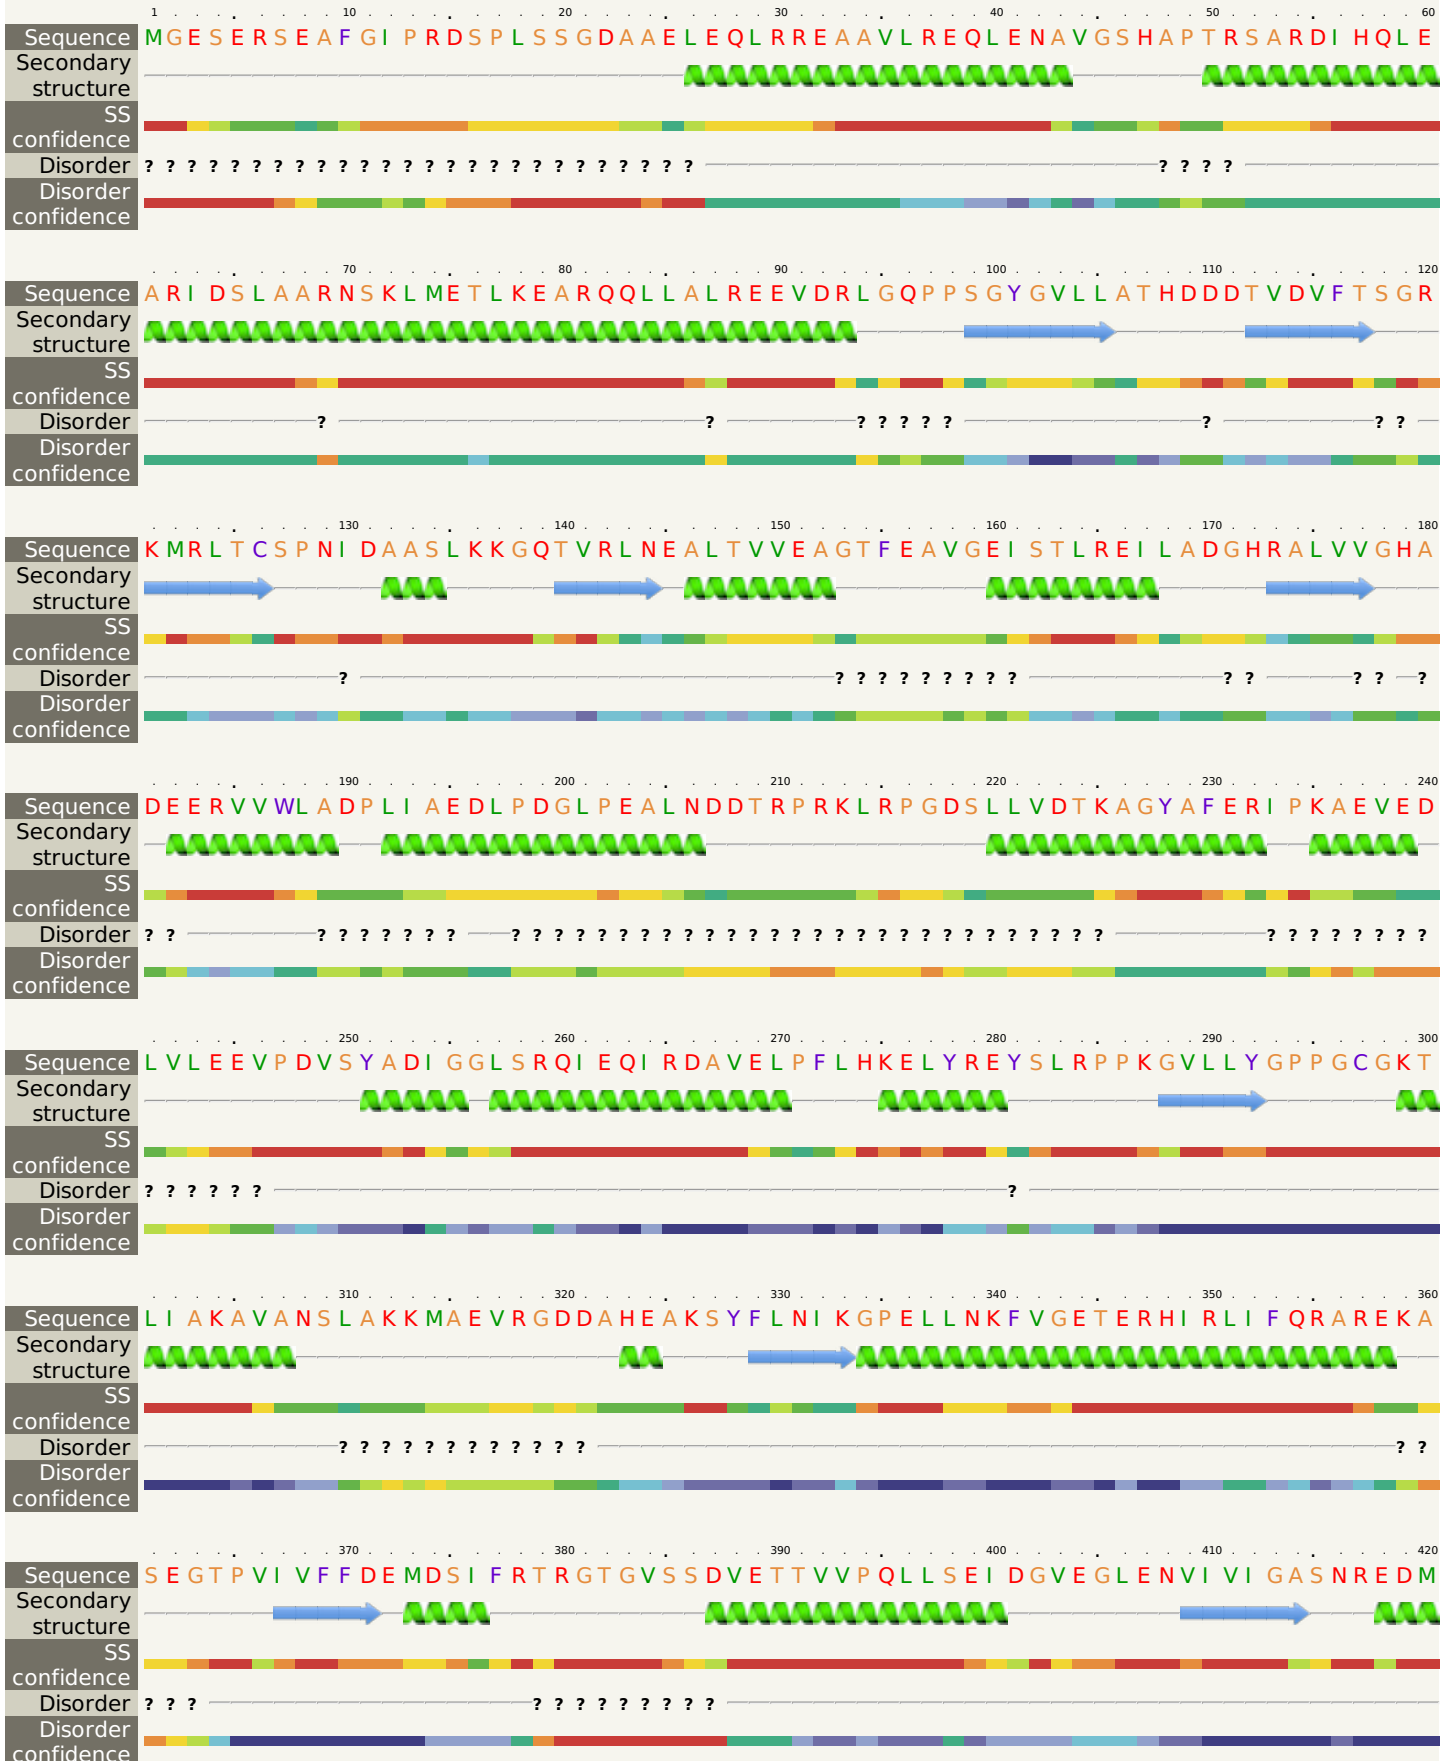 1 10 20 30 40 50 60
Sequence MGESERSEAFGIPRDSPLSSGDAAELEQLRREAAVLREQLENAVGSHAPTRSARDIHQLE
Secondary
structure
SS
confidence
Disorder ?????????????????????????? ????
Disorder
confidence
70 80 90 100 110 120
Sequence ARIDSLAARNSKLMETLKEARQQLLALREEVDRLGQPPSGYGVLLATHDDDTVDVFTSGR
Secondary
structure
SS
confidence
Disorder ? ? ????? ? ??
Disorder
confidence
130 140 150 160 170 180
Sequence KMRLTCSPNIDAASLKKGQTVRLNEALTVVEAGTFEAVGEISTLREILADGHRALVVGHA
Secondary
structure
SS
confidence
Disorder ? ????????? ?? ?? ?
Disorder
confidence
190 200 210 220 230 240
Sequence DEERVVWLADPLIAEDLPDGLPEALNDDTRPRKLRPGDSLLVDTKAGYAFERIPKAEVED
Secondary
structure
SS
confidence
Disorder ?? ??????? ???????????????????????????? ????????
Disorder
confidence
250 260 270 280 290 300
Sequence LVLEEVPDVSYADIGGLSRQIEQIRDAVELPFLHKELYREYSLRPPKGVLLYGPPGCGKT
Secondary
structure
SS
confidence
Disorder ?????? ?
Disorder
confidence
310 320 330 340 350 360
Sequence LIAKAVANSLAKKMAEVRGDDAHEAKSYFLNIKGPELLNKFVGETERHIRLIFQRAREKA
Secondary
structure
SS
confidence
Disorder ???????????? ??
Disorder
confidence
370 380 390 400 410 420
Sequence SEGTPVIVFFDEMDSIFRTRGTGVSSDVETTVVPQLLSEIDGVEGLENVIVIGASNREDM
Secondary
structure
SS
confidence
Disorder ??? ?????????
Disorder
confidence